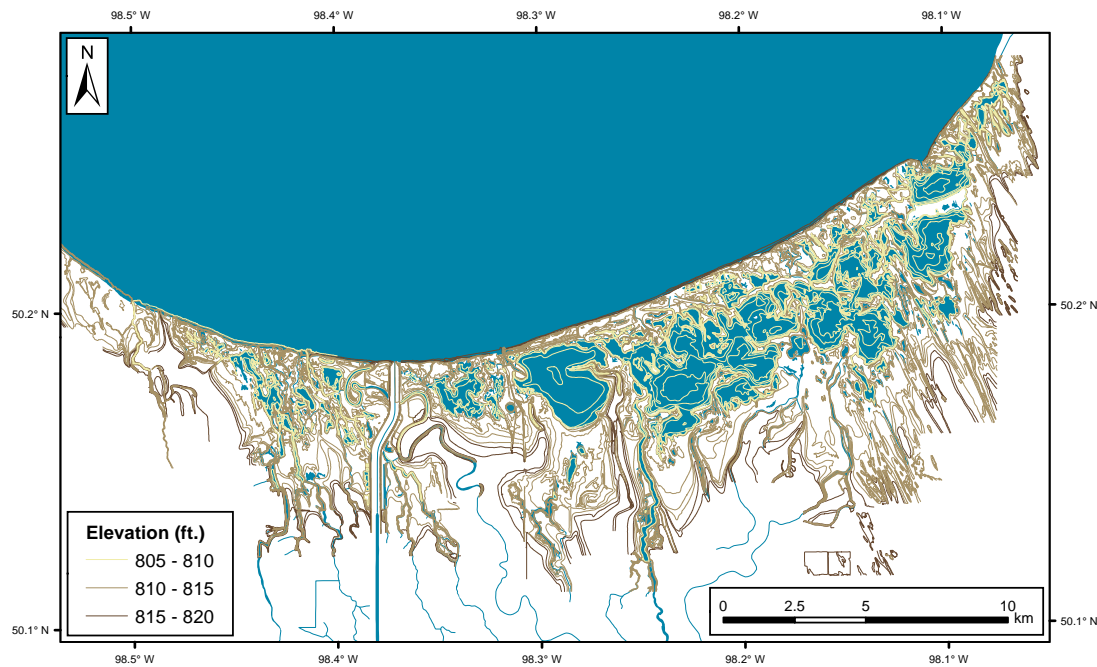 98.5° W 98.4° W 98.3° W 98.2° W 98.1° W
N
50.2° N 50.2° N
Elevation (ft.)
805 - 810
810 - 815
815 - 820
0 2.5 5 10
km
50.1° N 50.1° N
98.5° W 98.4° W 98.3° W 98.2° W 98.1° W